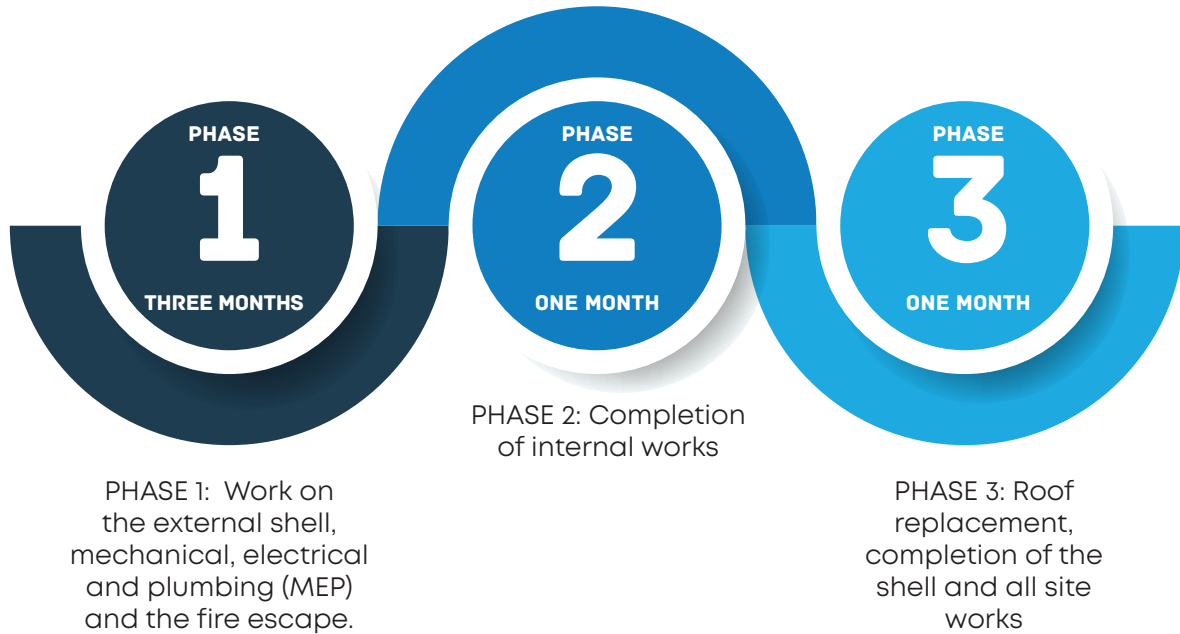 PHASE
1
THREE MONTHS
PHASE
2
ONE MONTH
PHASE
3
ONE MONTH
PHASE 1: Work on
the external shell,
mechanical, electrical
and plumbing (MEP)
and the fire escape.
PHASE 2: Completion
of internal works
PHASE 3: Roof
replacement,
completion of the
shell and all site
works